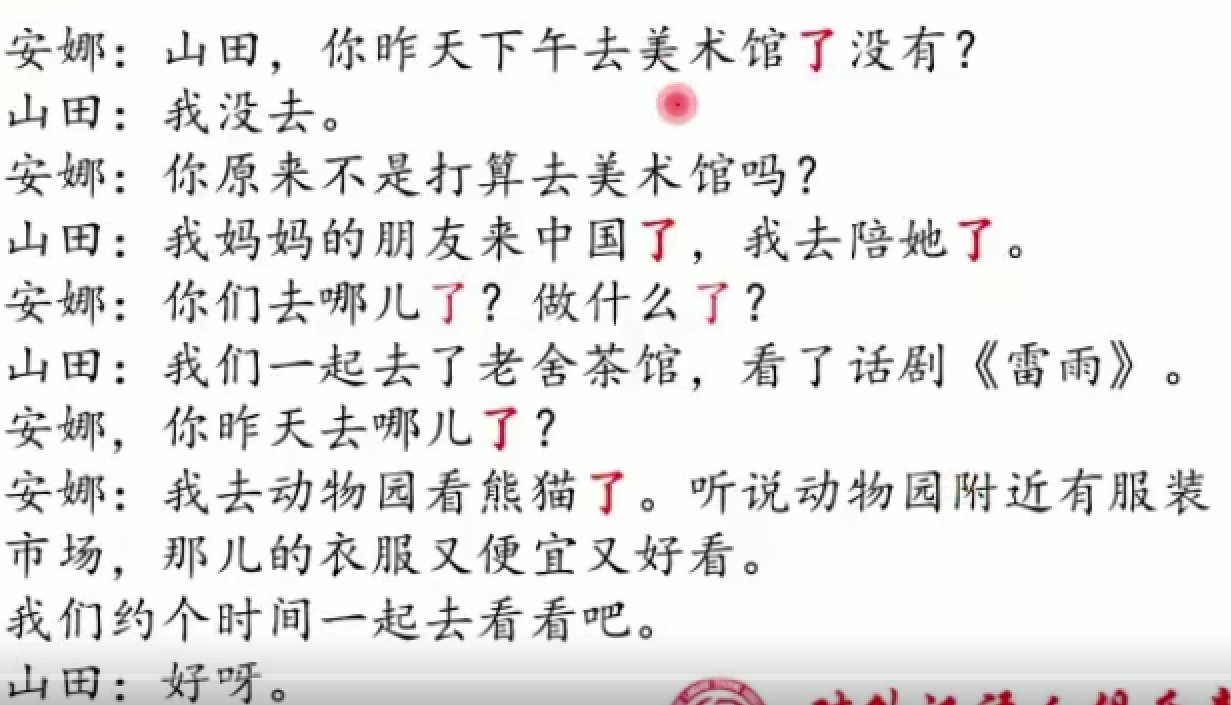 安娜：山田，你昨天下午去美术馆了没有？
山田：我没去。
安娜：你原来不是打算去美术馆吗？
山田：我妈妈的朋友来中国了，我去陪她了。
安娜：你们去哪儿了？做什么了？
山田：我们一起去了老舍茶馆，看了话剧《雷雨》。
安娜，你昨天去哪儿了？
安娜：我去动物园看熊猫了。听说动物园附近有服装
市场，那儿的衣服又便宜又好看。
我们约个时间一起去看看吧。
山田：好呀。